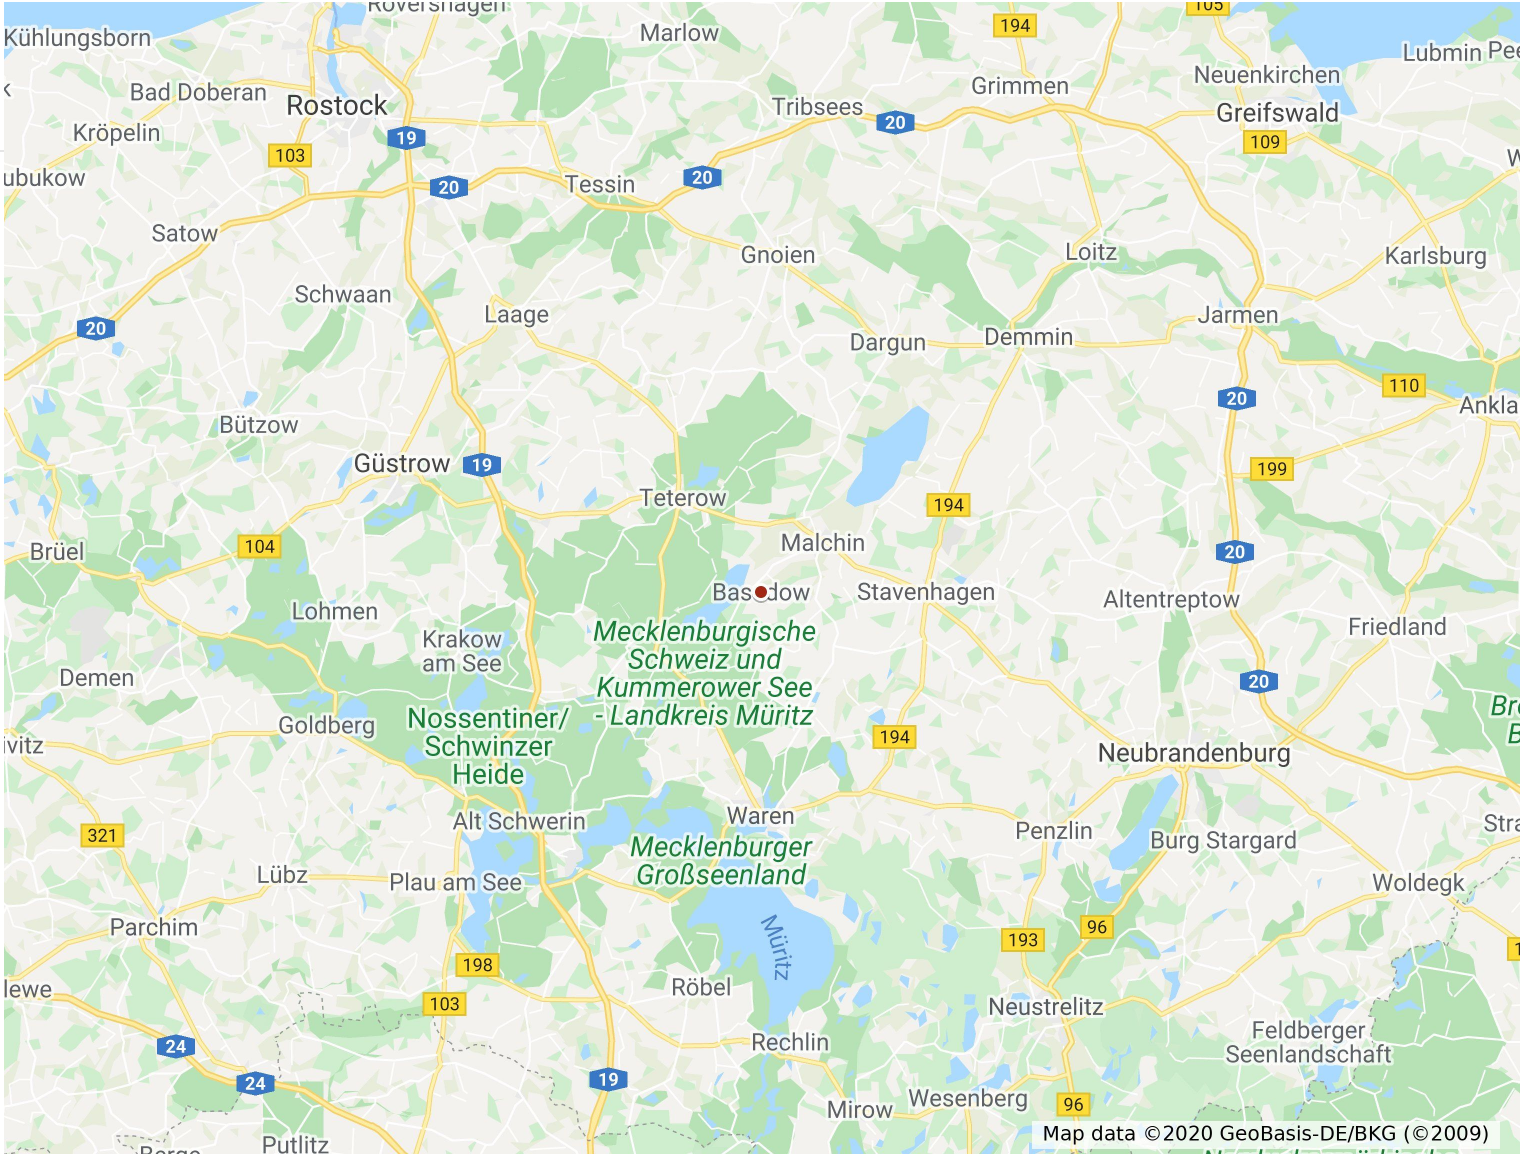 Rövershagen
105
194
Kühlungsborn
Marlow
Lubmin
Neuenkirchen
Bad Doberan
Grimmen
Rostock
Tribsees
Greifswald
20
Kröpelin
19
109
103
ubukow
20
20
Tessin
Satow
Gnoien
Loitz
Karlsburg
Schwaan
Laage
Jarmen
20
Dargun
Demmin
110
20
Ankla
Bützow
Güstrow
19
199
Teterow
194
Malchin
104
Brüel
20
Stavenhagen
Altentreptow
Lohmen
Friedland
Krakow
am See
Mecklenburgische
Schweiz und
Kummerower See
- Landkreis Müritz
Demen
20
Nossentiner/
Schwinzer
Heide
Goldberg
ivitz
194
Neubrandenburg
Waren
Alt Schwerin
Penzlin
321
Burg Stargard
Mecklenburger
Großseenland
Lübz
Plau am See
Woldegk
Parchim
Müritz
193
96
198
Röbel
lewe
103
Neustrelitz
Feldberger
Seenlandschaft
24
Rechlin
24
19
Mirow
Wesenberg
96
Putlitz
Map data ©2020 GeoBasis-DE/BKG (©2009)